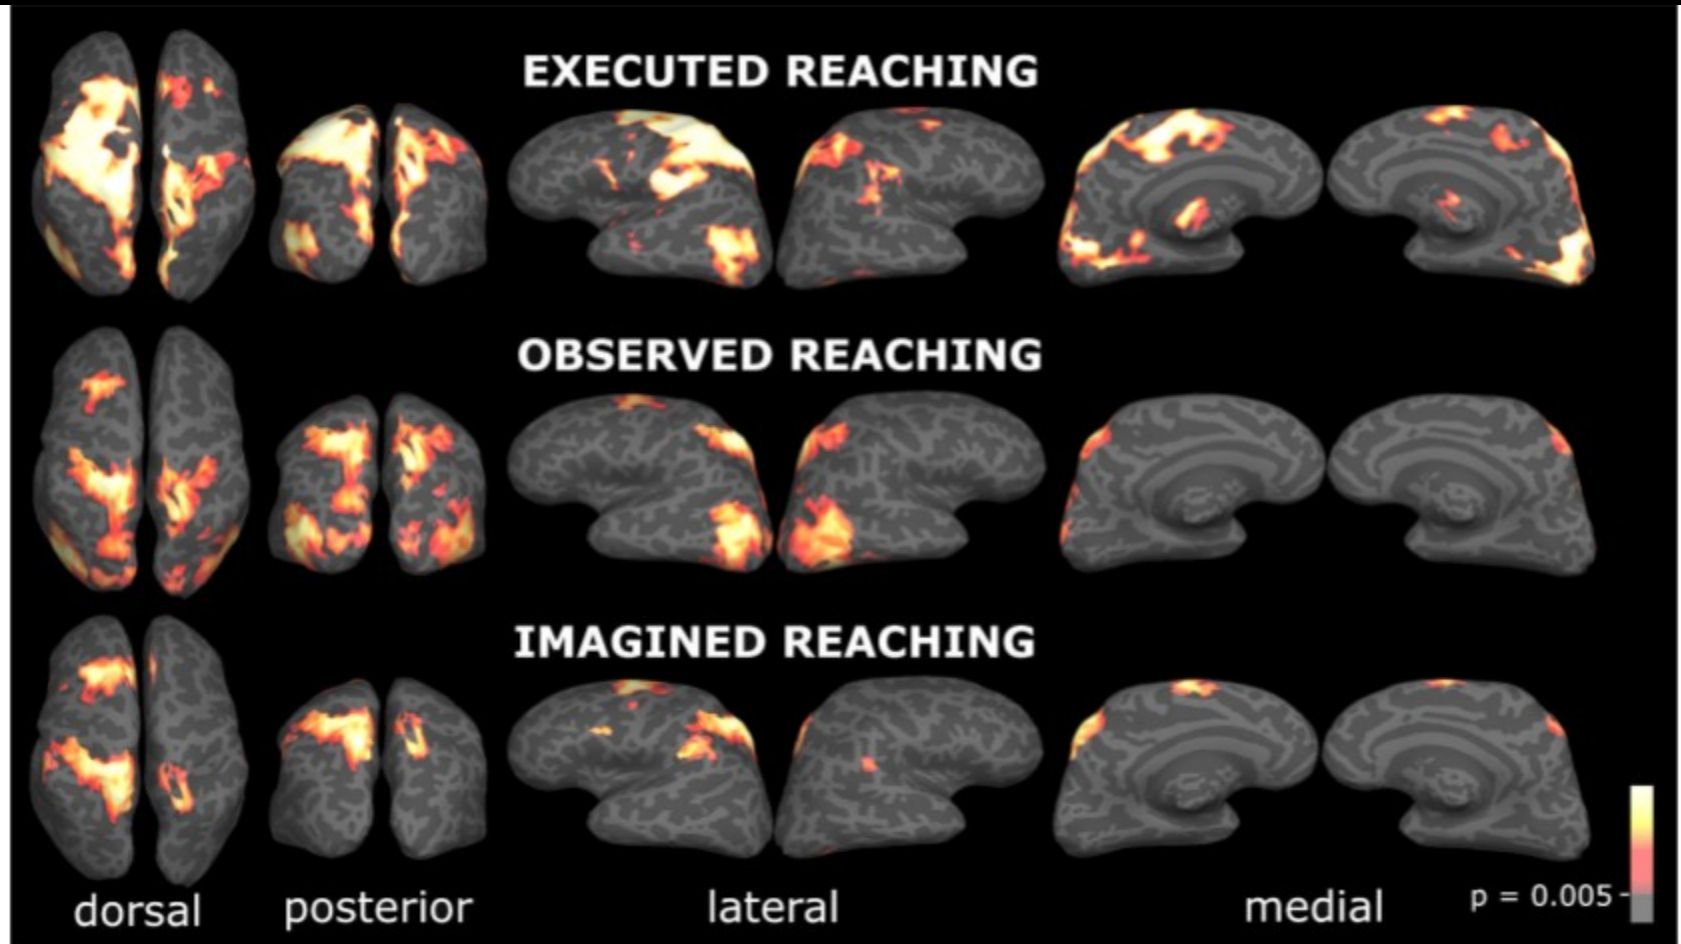 EXECUTED REACHING
OBSERVED REACHING
IMAGINED REACHING
dorsal posterior lateral medial p = 0.005